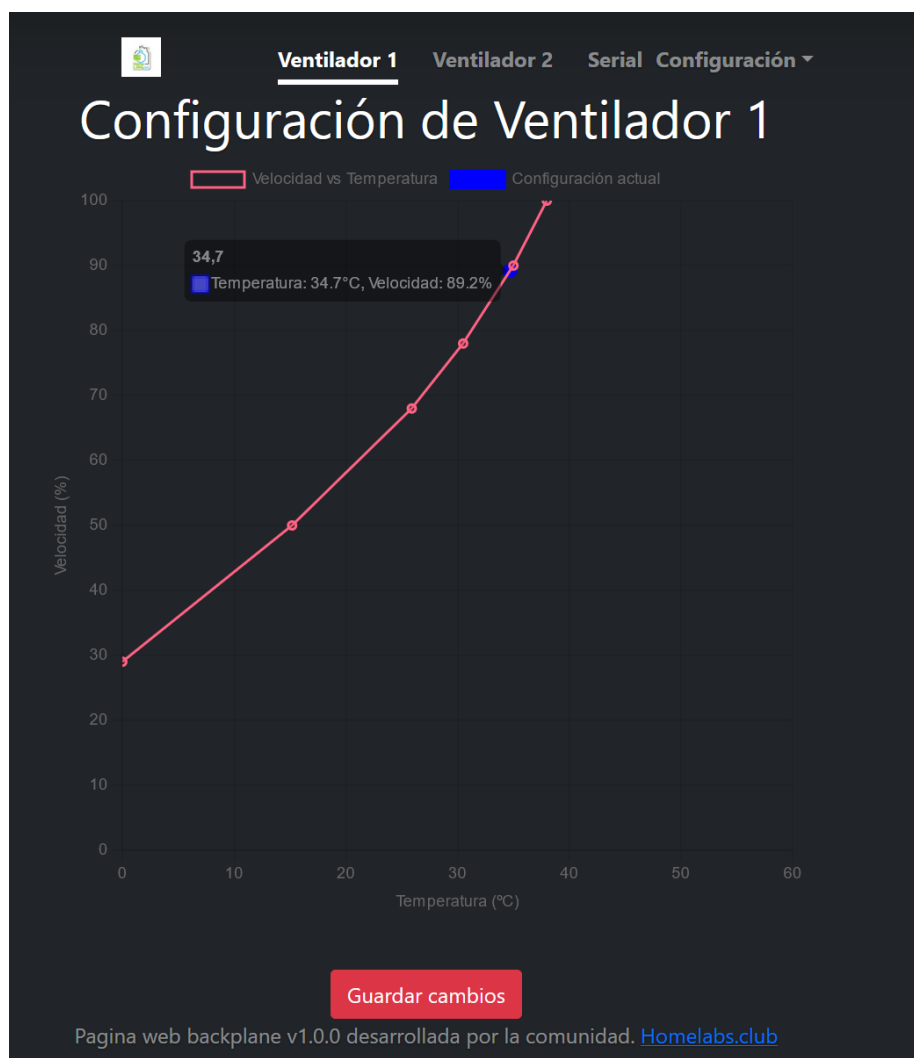 Ventilador 1 Ventilador 2 Serial Configuración
Configuración de Ventilador 1
Velocidad vs Temperatura Configuración actual
100
34,7
90
Temperatura: 34.7°C, Velocidad: 89.2%
80
70
60
Velocidad (%)
50
40
30
20
10
0
0 10 20 30 40 50 60
Temperatura (ºC)
Guardar cambios
Pagina web backplane v1.0.0 desarrollada por la comunidad. Homelabs.club